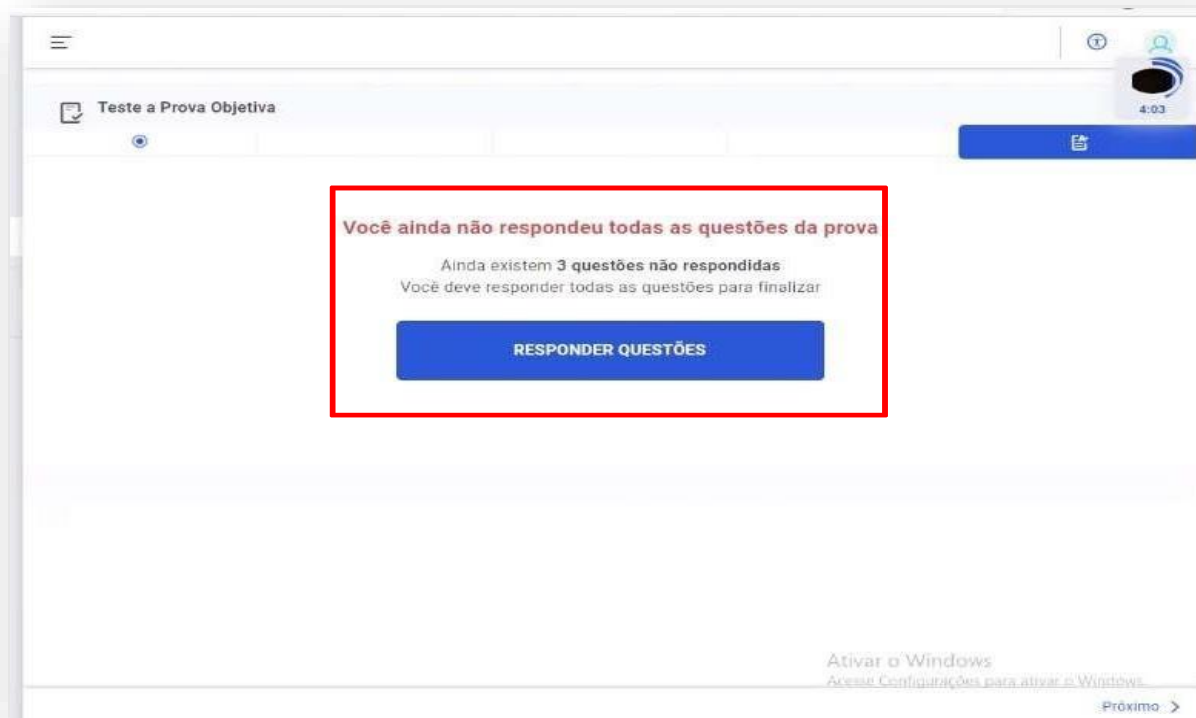 Teste a Prova Objetiva
4:03
Você ainda não respondeu todas as questões da prova
Ainda existem 3 questões não respondidas
Você deve responder todas as questões para finalizar
RESPONDER QUESTÕES
Ativar o Windows
Acesse Configurações para ativar o Windows.
Próximo